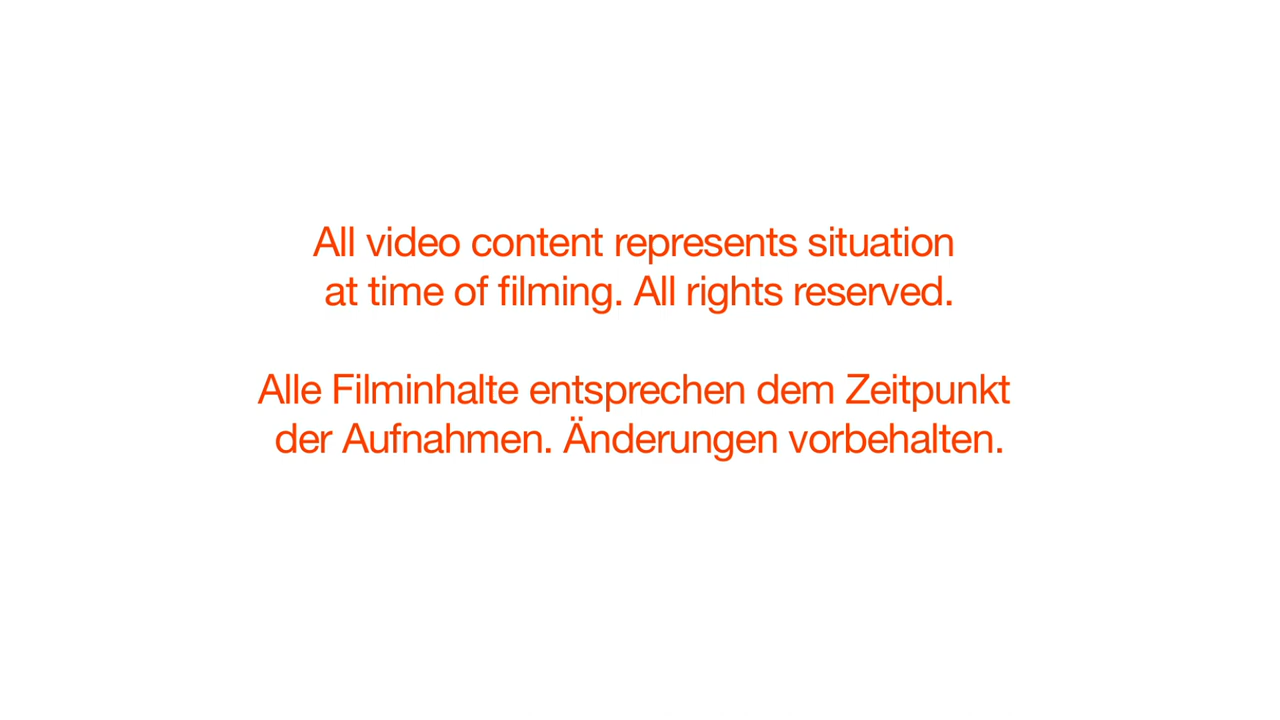 All video content represents situation
at time of filming. All rights reserved.
Alle Filminhalte entsprechen dem Zeitpunkt
der Aufnahmen. Änderungen vorbehalten.